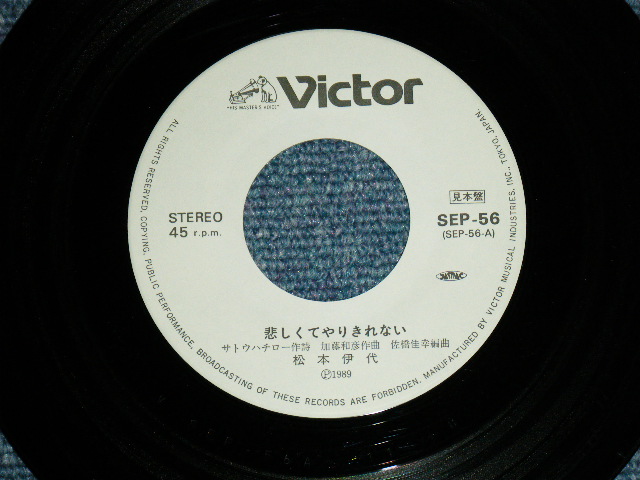 Victor
"HIS MASTER'S VOICE"
見本盤
STEREO
45 r.p.m.
SEP-56
(SEP-56-A)
悲しくてやりきれない
サトウハチロー作詩 加藤和彦作曲 佐橋佳幸編曲
松本伊代
Ⓟ1989
ALL RIGHTS RESERVED. COPYING, PUBLIC PERFORMANCE, BROADCASTING OF THESE RECORDS ARE FORBIDDEN. MANUFACTURED BY VICTOR MUSICAL INDUSTRIES, INC., TOKYO, JAPAN.